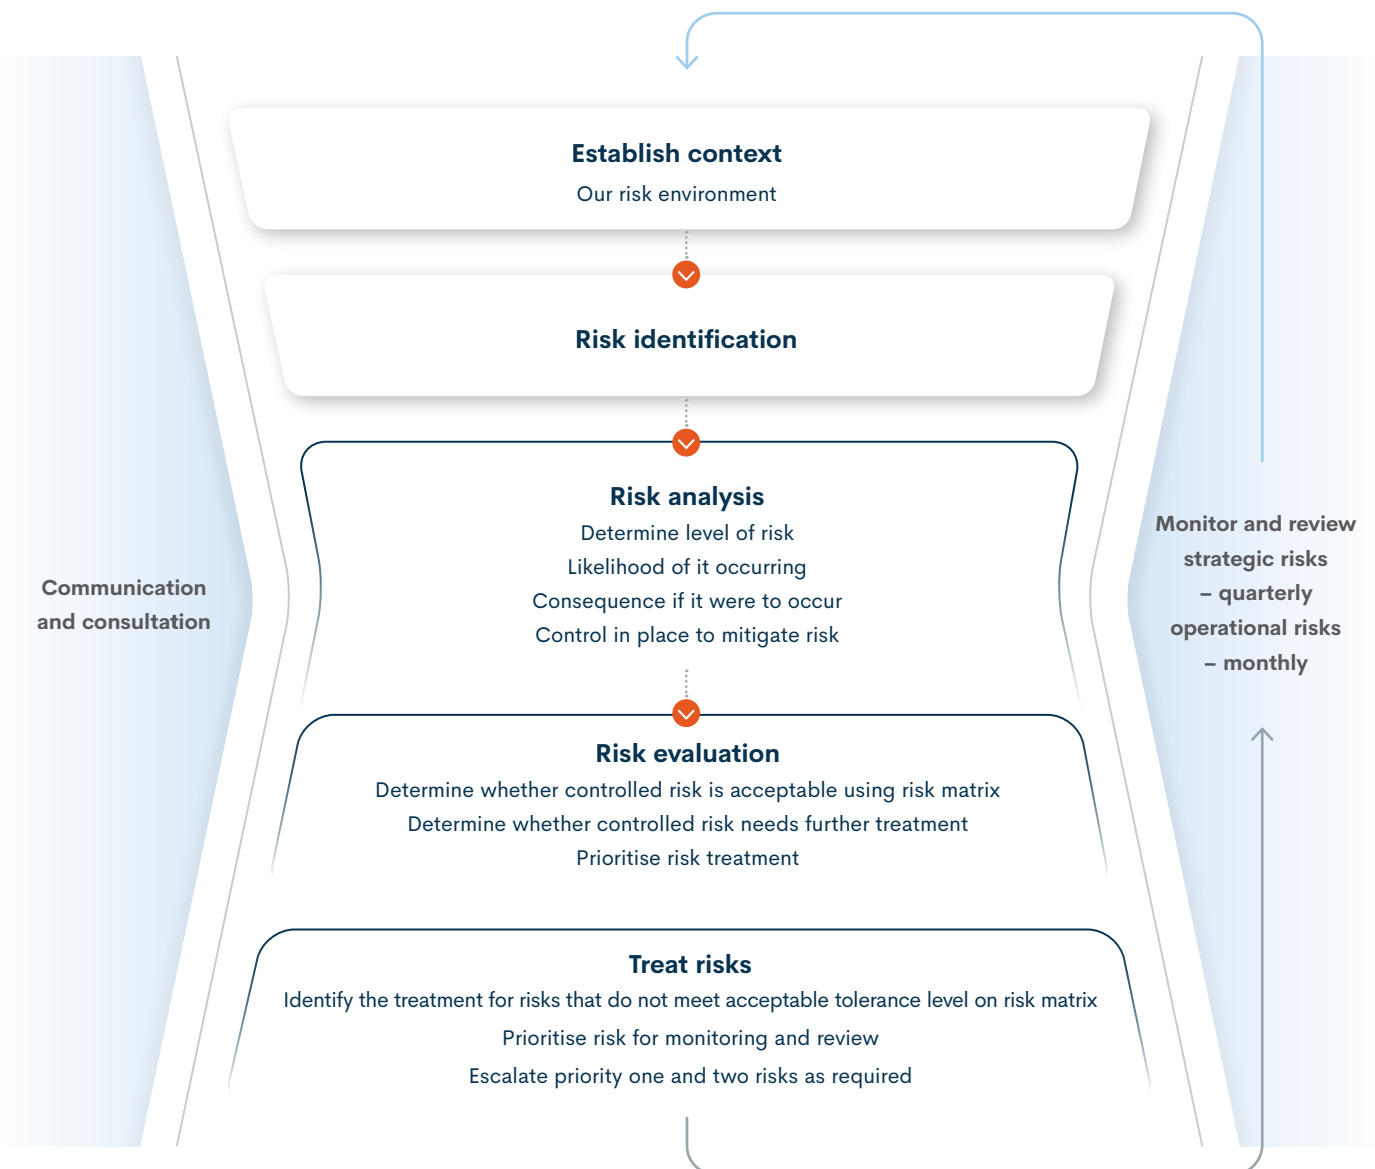 Establish context
Our risk environment
Risk identification
Risk analysis
Determine level of risk
Likelihood of it occurring
Consequence if it were to occur
Control in place to mitigate risk
Risk evaluation
Determine whether controlled risk is acceptable using risk matrix
Determine whether controlled risk needs further treatment
Prioritise risk treatment
Treat risks
Identify the treatment for risks that do not meet acceptable tolerance level on risk matrix
Prioritise risk for monitoring and review
Escalate priority one and two risks as required
Communication
and consultation
Monitor and review
strategic risks
– quarterly
operational risks
– monthly